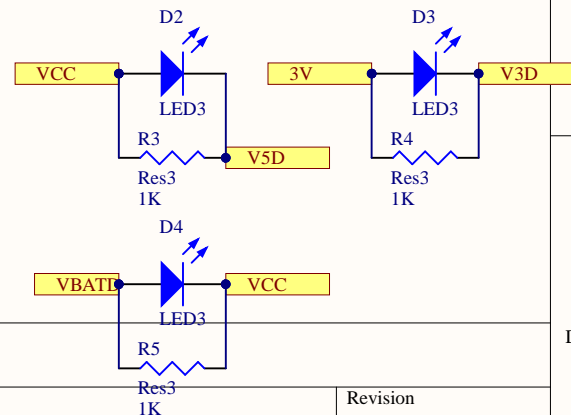 D2
VCC
LED3
R3
V5D
Res3
1K
D3
3V
V3D
LED3
R4
Res3
1K
D4
VBATD
VCC
LED3
R5
Res3
1K
Revision